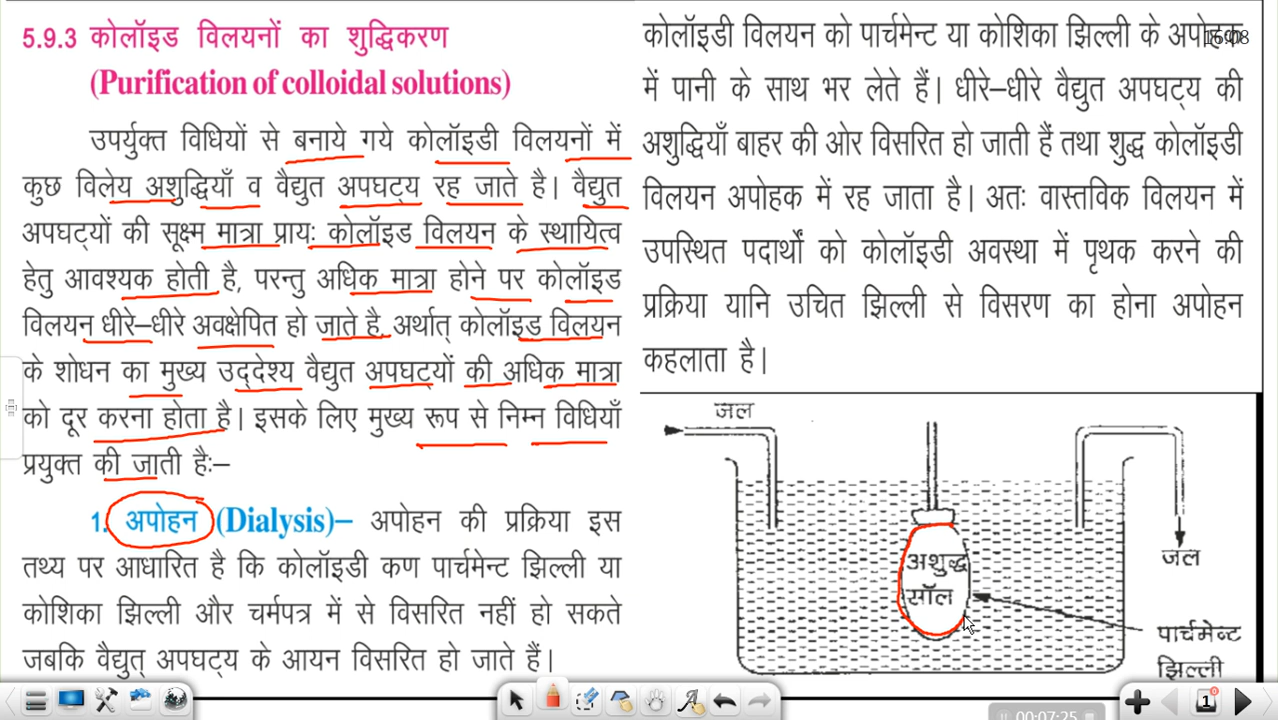 5.9.3 कोलॉइड विलयनों का शुद्धिकरण
(Purification of colloidal solutions)
उपर्युक्त विधियों से बनाये गये कोलॉइडी विलयनों में
कुछ विलेय अशुद्धियाँ व वैद्युत अपघट्य रह जाते है। वैद्युत
अपघट्यों की सूक्ष्म मात्रा प्रायः कोलॉइड विलयन के स्थायित्व
हेतु आवश्यक होती है, परन्तु अधिक मात्रा होने पर कोलॉइड
विलयन धीरे–धीरे अवक्षेपित हो जाते है, अर्थात् कोलॉइड विलयन
के शोधन का मुख्य उद्देश्य वैद्युत अपघट्यों की अधिक मात्रा
को दूर करना होता है। इसके लिए मुख्य रूप से निम्न विधियाँ
प्रयुक्त की जाती है:–
1. अपोहन (Dialysis)– अपोहन की प्रक्रिया इस
तथ्य पर आधारित है कि कोलॉइडी कण पार्चमेन्ट झिल्ली या
कोशिका झिल्ली और चर्मपत्र में से विसरित नहीं हो सकते
जबकि वैद्युत् अपघट्य के आयन विसरित हो जाते हैं।
कोलॉइडी विलयन को पार्चमेन्ट या कोशिका झिल्ली के अपोहक
में पानी के साथ भर लेते हैं। धीरे–धीरे वैद्युत अपघट्य की
अशुद्धियाँ बाहर की ओर विसरित हो जाती हैं तथा शुद्ध कोलॉइडी
विलयन अपोहक में रह जाता है। अतः वास्तविक विलयन में
उपस्थित पदार्थों को कोलॉइडी अवस्था में पृथक करने की
प्रक्रिया यानि उचित झिल्ली से विसरण का होना अपोहन
कहलाता है।
जल
अशुद्ध
सॉल
जल
पार्चमेन्ट
झिल्ली
00:07:25